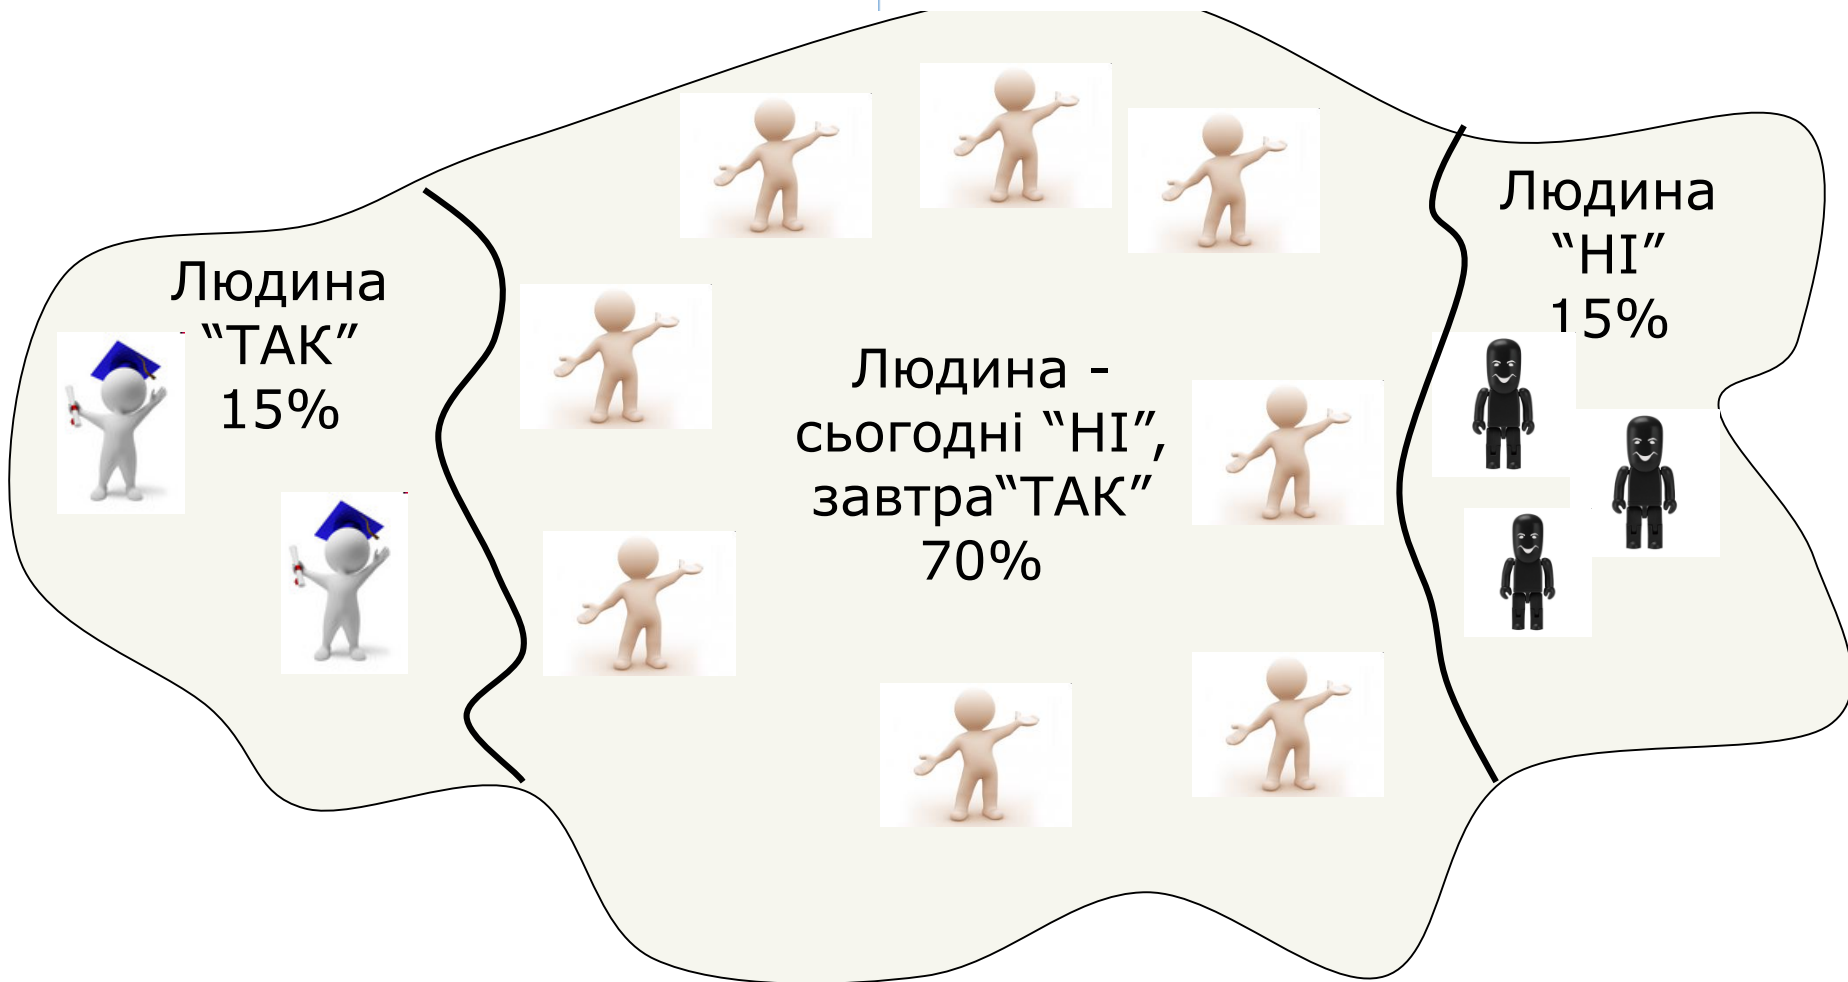 Людина
“ТАК”
15%
Людина -
сьогодні “НІ”,
завтра“ТАК”
70%
Людина
“НІ”
15%